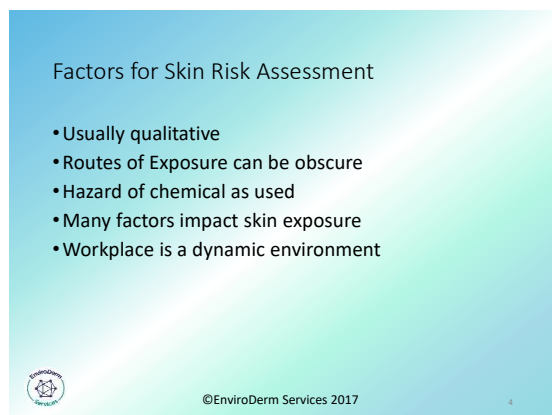 Factors for Skin Risk Assessment
•Usually qualitative
•Routes of Exposure can be obscure
•Hazard of chemical as used
•Many factors impact skin exposure
•Workplace is a dynamic environment
EnviroDerm
Services
©EnviroDerm Services 2017
4